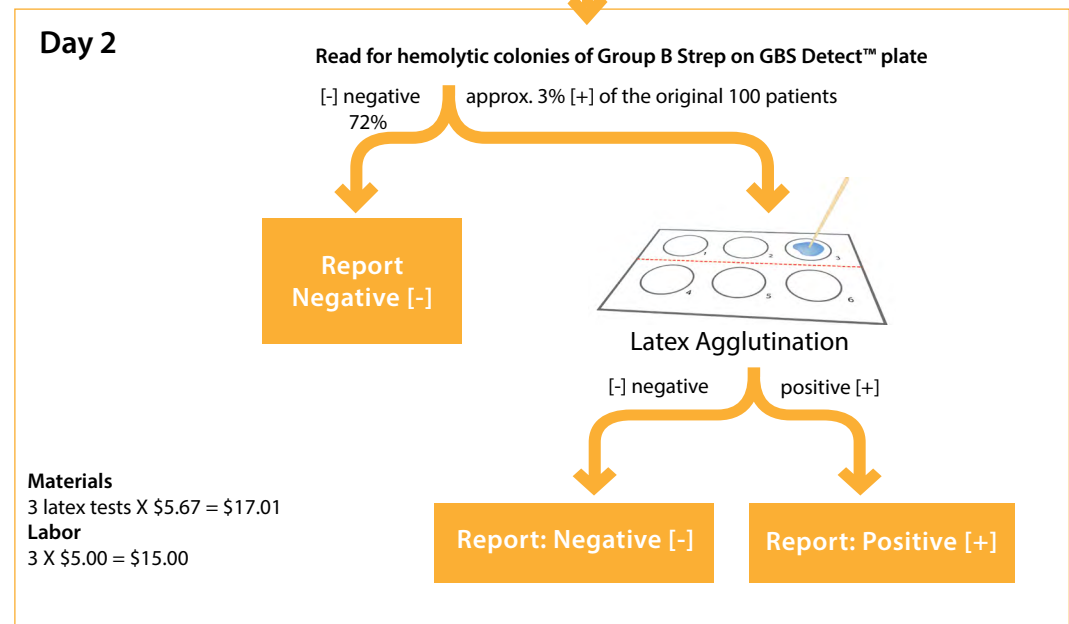 Day 2
Read for hemolytic colonies of Group B Strep on GBS Detect™ plate
[-] negative
72%
approx. 3% [+] of the original 100 patients
Report
Negative [-]
1
2
3
4
5
6
Latex Agglutination
[-] negative
positive [+]
Materials
3 latex tests X $5.67 = $17.01
Labor
3 X $5.00 = $15.00
Report: Negative [-]
Report: Positive [+]